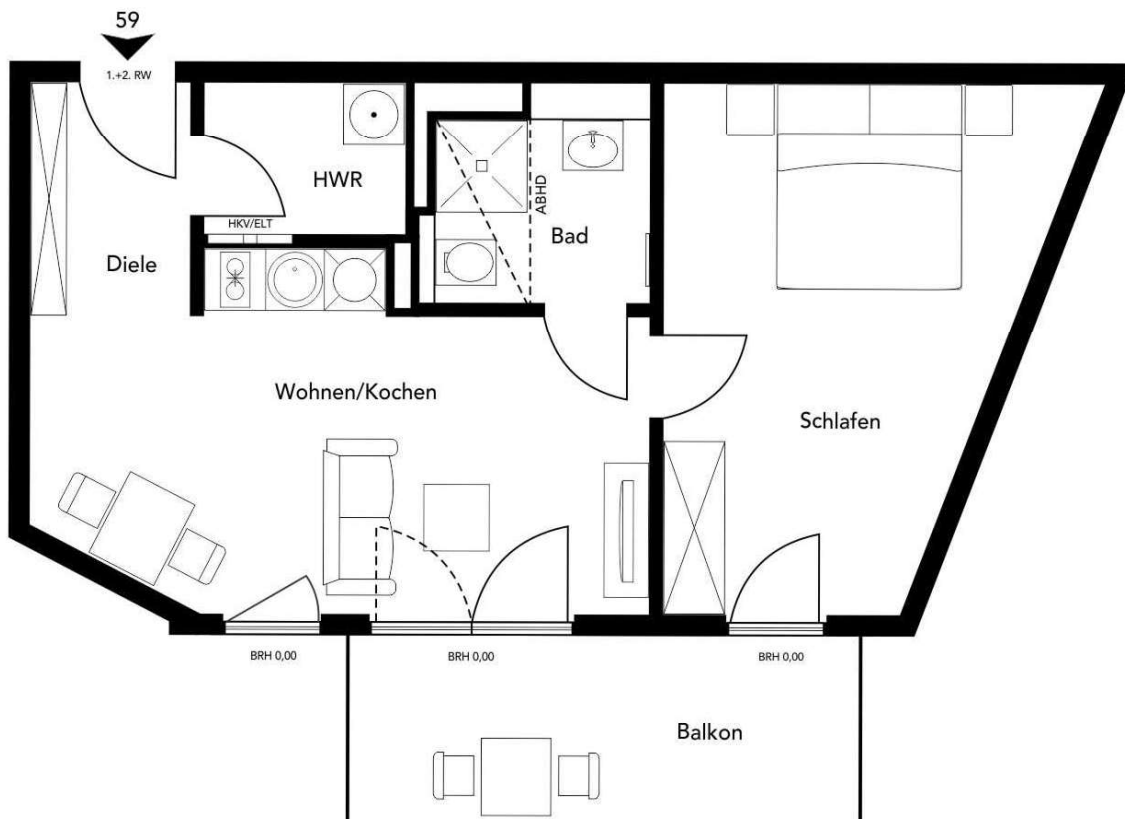 59
1.+2. RW
HWR
HKV/ELT
ABHD
Bad
Diele
Wohnen/Kochen
Schlafen
BRH 0,00
BRH 0,00
BRH 0,00
Balkon